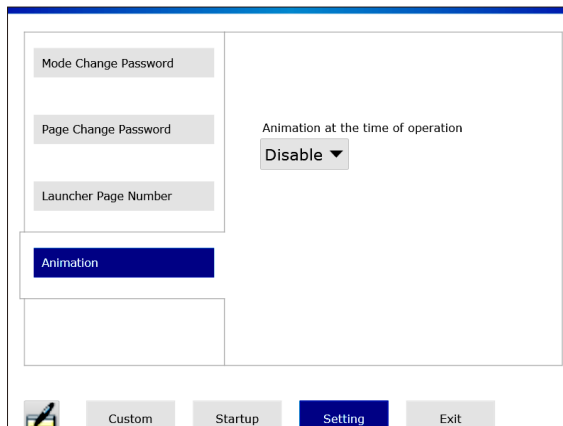 Mode Change Password
Page Change Password
Animation at the time of operation
Disable
Launcher Page Number
Animation
Custom
Startup
Setting
Exit